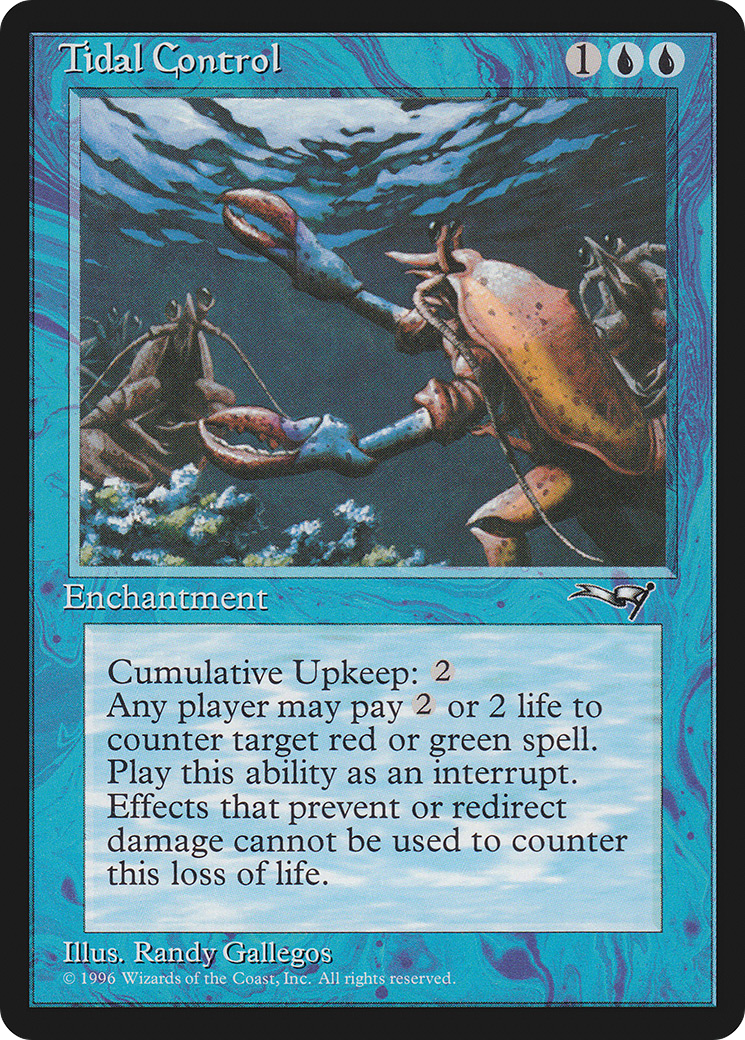 Tidal Control
1
Enchantment
Cumulative Upkeep: 2
Any player may pay 2 or 2 life to
counter target red or green spell.
Play this ability as an interrupt.
Effects that prevent or redirect
damage cannot be used to counter
this loss of life.
Illus. Randy Gallegos
© 1996 Wizards of the Coast, Inc. All rights reserved.